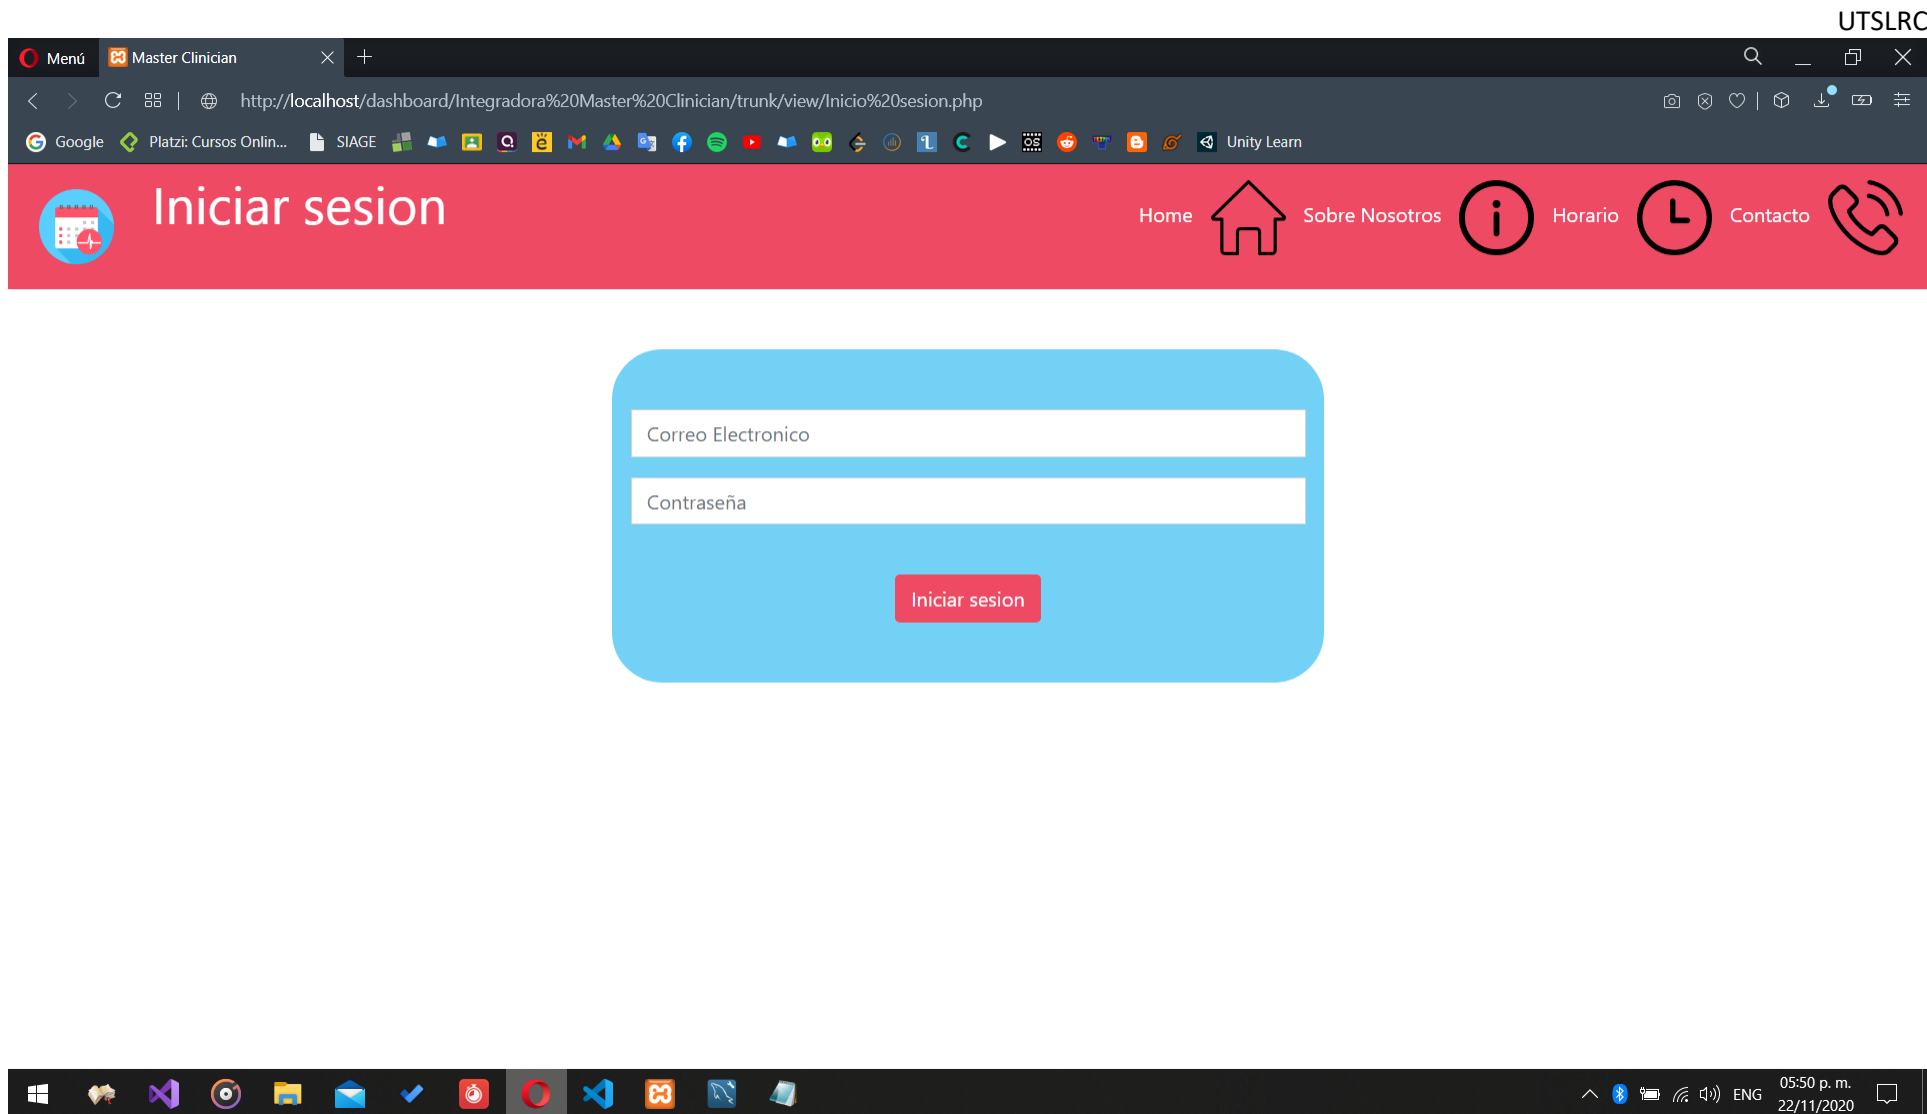 UTSLRC
Menú
Master Clinician
http://localhost/dashboard/Integradora%20Master%20Clinician/trunk/view/Inicio%20sesion.php
Google
Platzi: Cursos Onlin...
SIAGE
Unity Learn
Iniciar sesion
Home
Sobre Nosotros
Horario
Contacto
Correo Electronico
Contraseña
Iniciar sesion
ENG
05:50 p. m.
22/11/2020